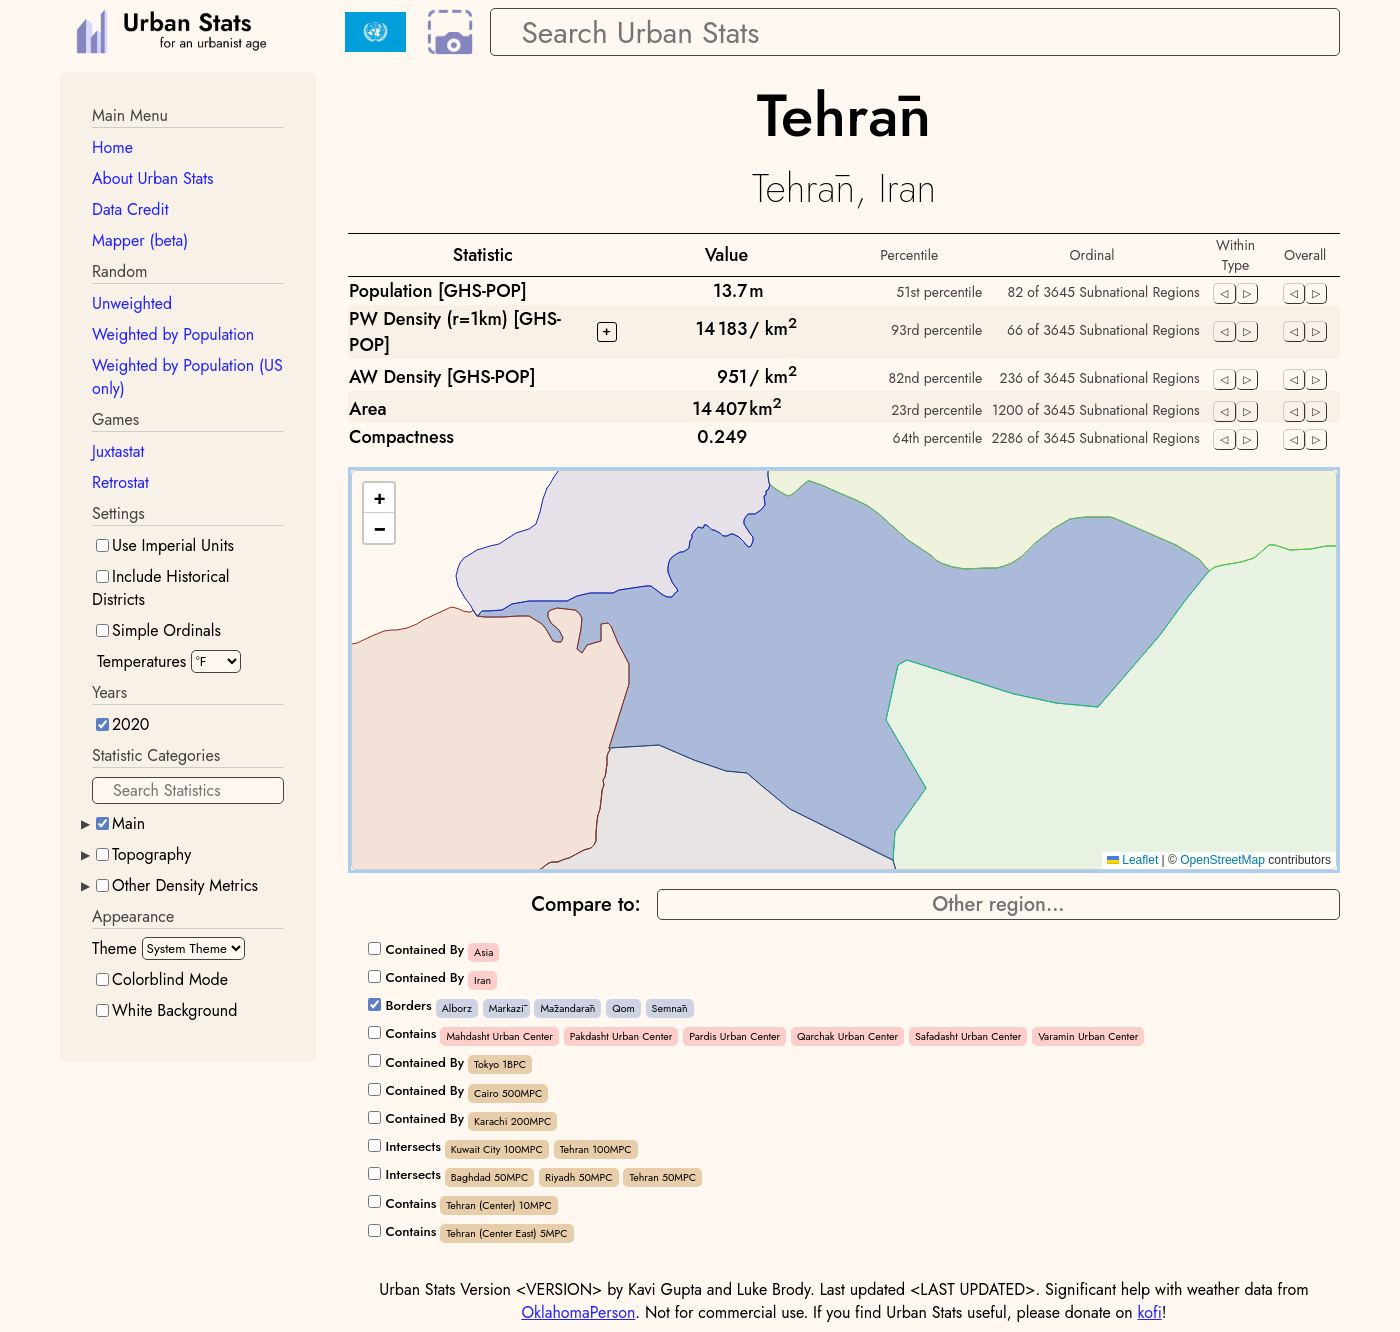 Urban Stats
for an urbanist age
Search Urban Stats
Main Menu
Home
About Urban Stats
Data Credit
Mapper (beta)
Random
Unweighted
Weighted by Population
Weighted by Population (US
only)
Games
Juxtastat
Retrostat
Settings
Use Imperial Units
Include Historical
Districts
Simple Ordinals
Temperatures °F
Years
2020
Statistic Categories
Search Statistics
Main
Topography
Other Density Metrics
Appearance
Theme System Theme
Colorblind Mode
White Background
Tehrān
Tehrān, Iran
Statistic Value Percentile Ordinal Within Type Overall
Population [GHS-POP] 13.7 m 51st percentile 82 of 3645 Subnational Regions
PW Density (r=1km) [GHS-POP] + 14 183 / km² 93rd percentile 66 of 3645 Subnational Regions
AW Density [GHS-POP] 951 / km² 82nd percentile 236 of 3645 Subnational Regions
Area 14 407 km² 23rd percentile 1200 of 3645 Subnational Regions
Compactness 0.249 64th percentile 2286 of 3645 Subnational Regions
+
−
Leaflet | © OpenStreetMap contributors
Compare to: Other region...
Contained By Asia
Contained By Iran
Borders Alborz Markazī Māzandarān Qom Semnān
Contains Mahdasht Urban Center Pakdasht Urban Center Pardis Urban Center Qarchak Urban Center Safadasht Urban Center Varamin Urban Center
Contained By Tokyo 1BPC
Contained By Cairo 500MPC
Contained By Karachi 200MPC
Intersects Kuwait City 100MPC Tehran 100MPC
Intersects Baghdad 50MPC Riyadh 50MPC Tehran 50MPC
Contains Tehran (Center) 10MPC
Contains Tehran (Center East) 5MPC
Urban Stats Version <VERSION> by Kavi Gupta and Luke Brody. Last updated <LAST UPDATED>. Significant help with weather data from
OklahomaPerson. Not for commercial use. If you find Urban Stats useful, please donate on kofi!